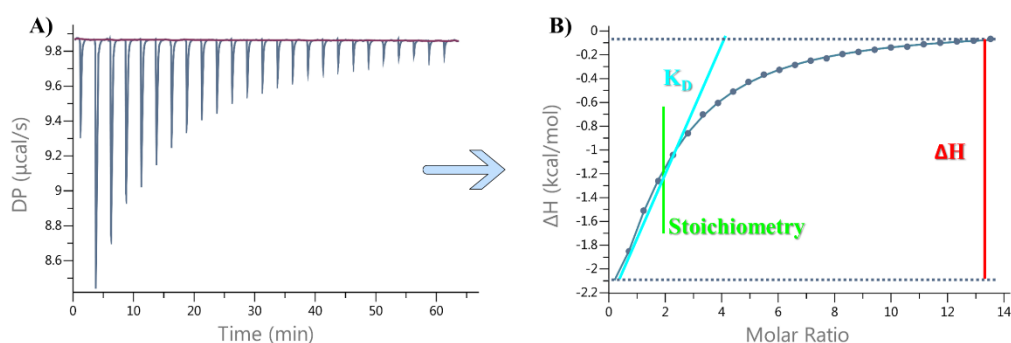 A)
DP (µcal/s)
9.8
9.6
9.4
9.2
9
8.8
8.6
0 10 20 30 40 50 60
Time (min)
B)
ΔH (kcal/mol)
0
-0.2
-0.4
-0.6
-0.8
-1
-1.2
-1.4
-1.6
-1.8
-2
-2.2
K_D
ΔH
Stoichiometry
0 2 4 6 8 10 12 14
Molar Ratio